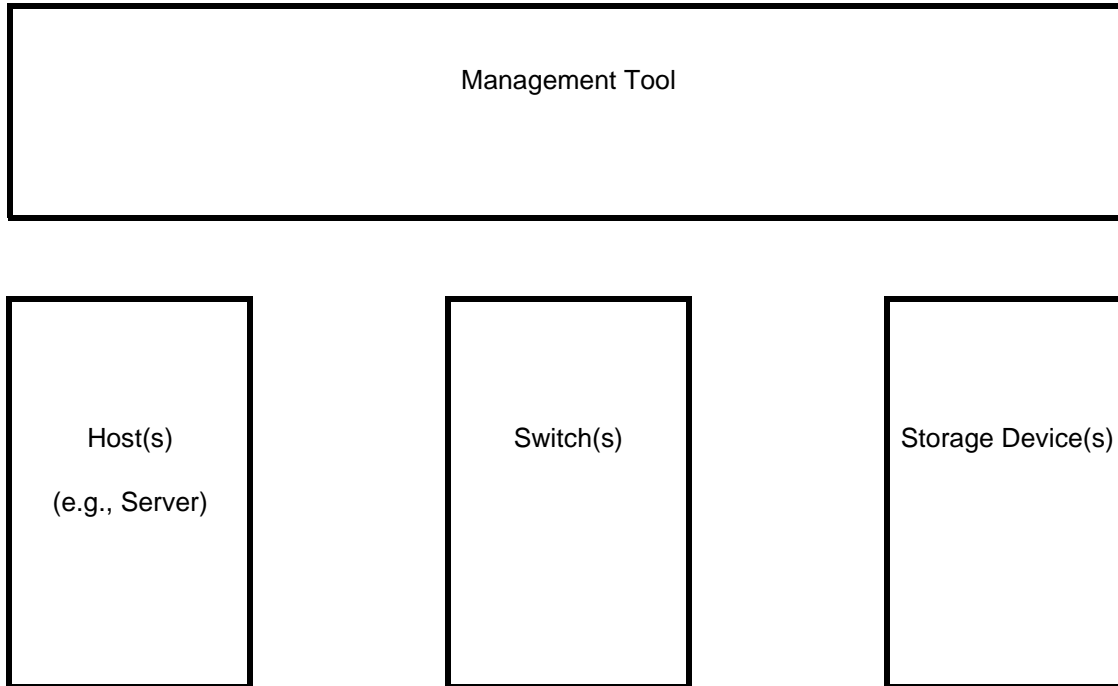 Management Tool
Host(s)
(e.g., Server)
Switch(s)
Storage Device(s)